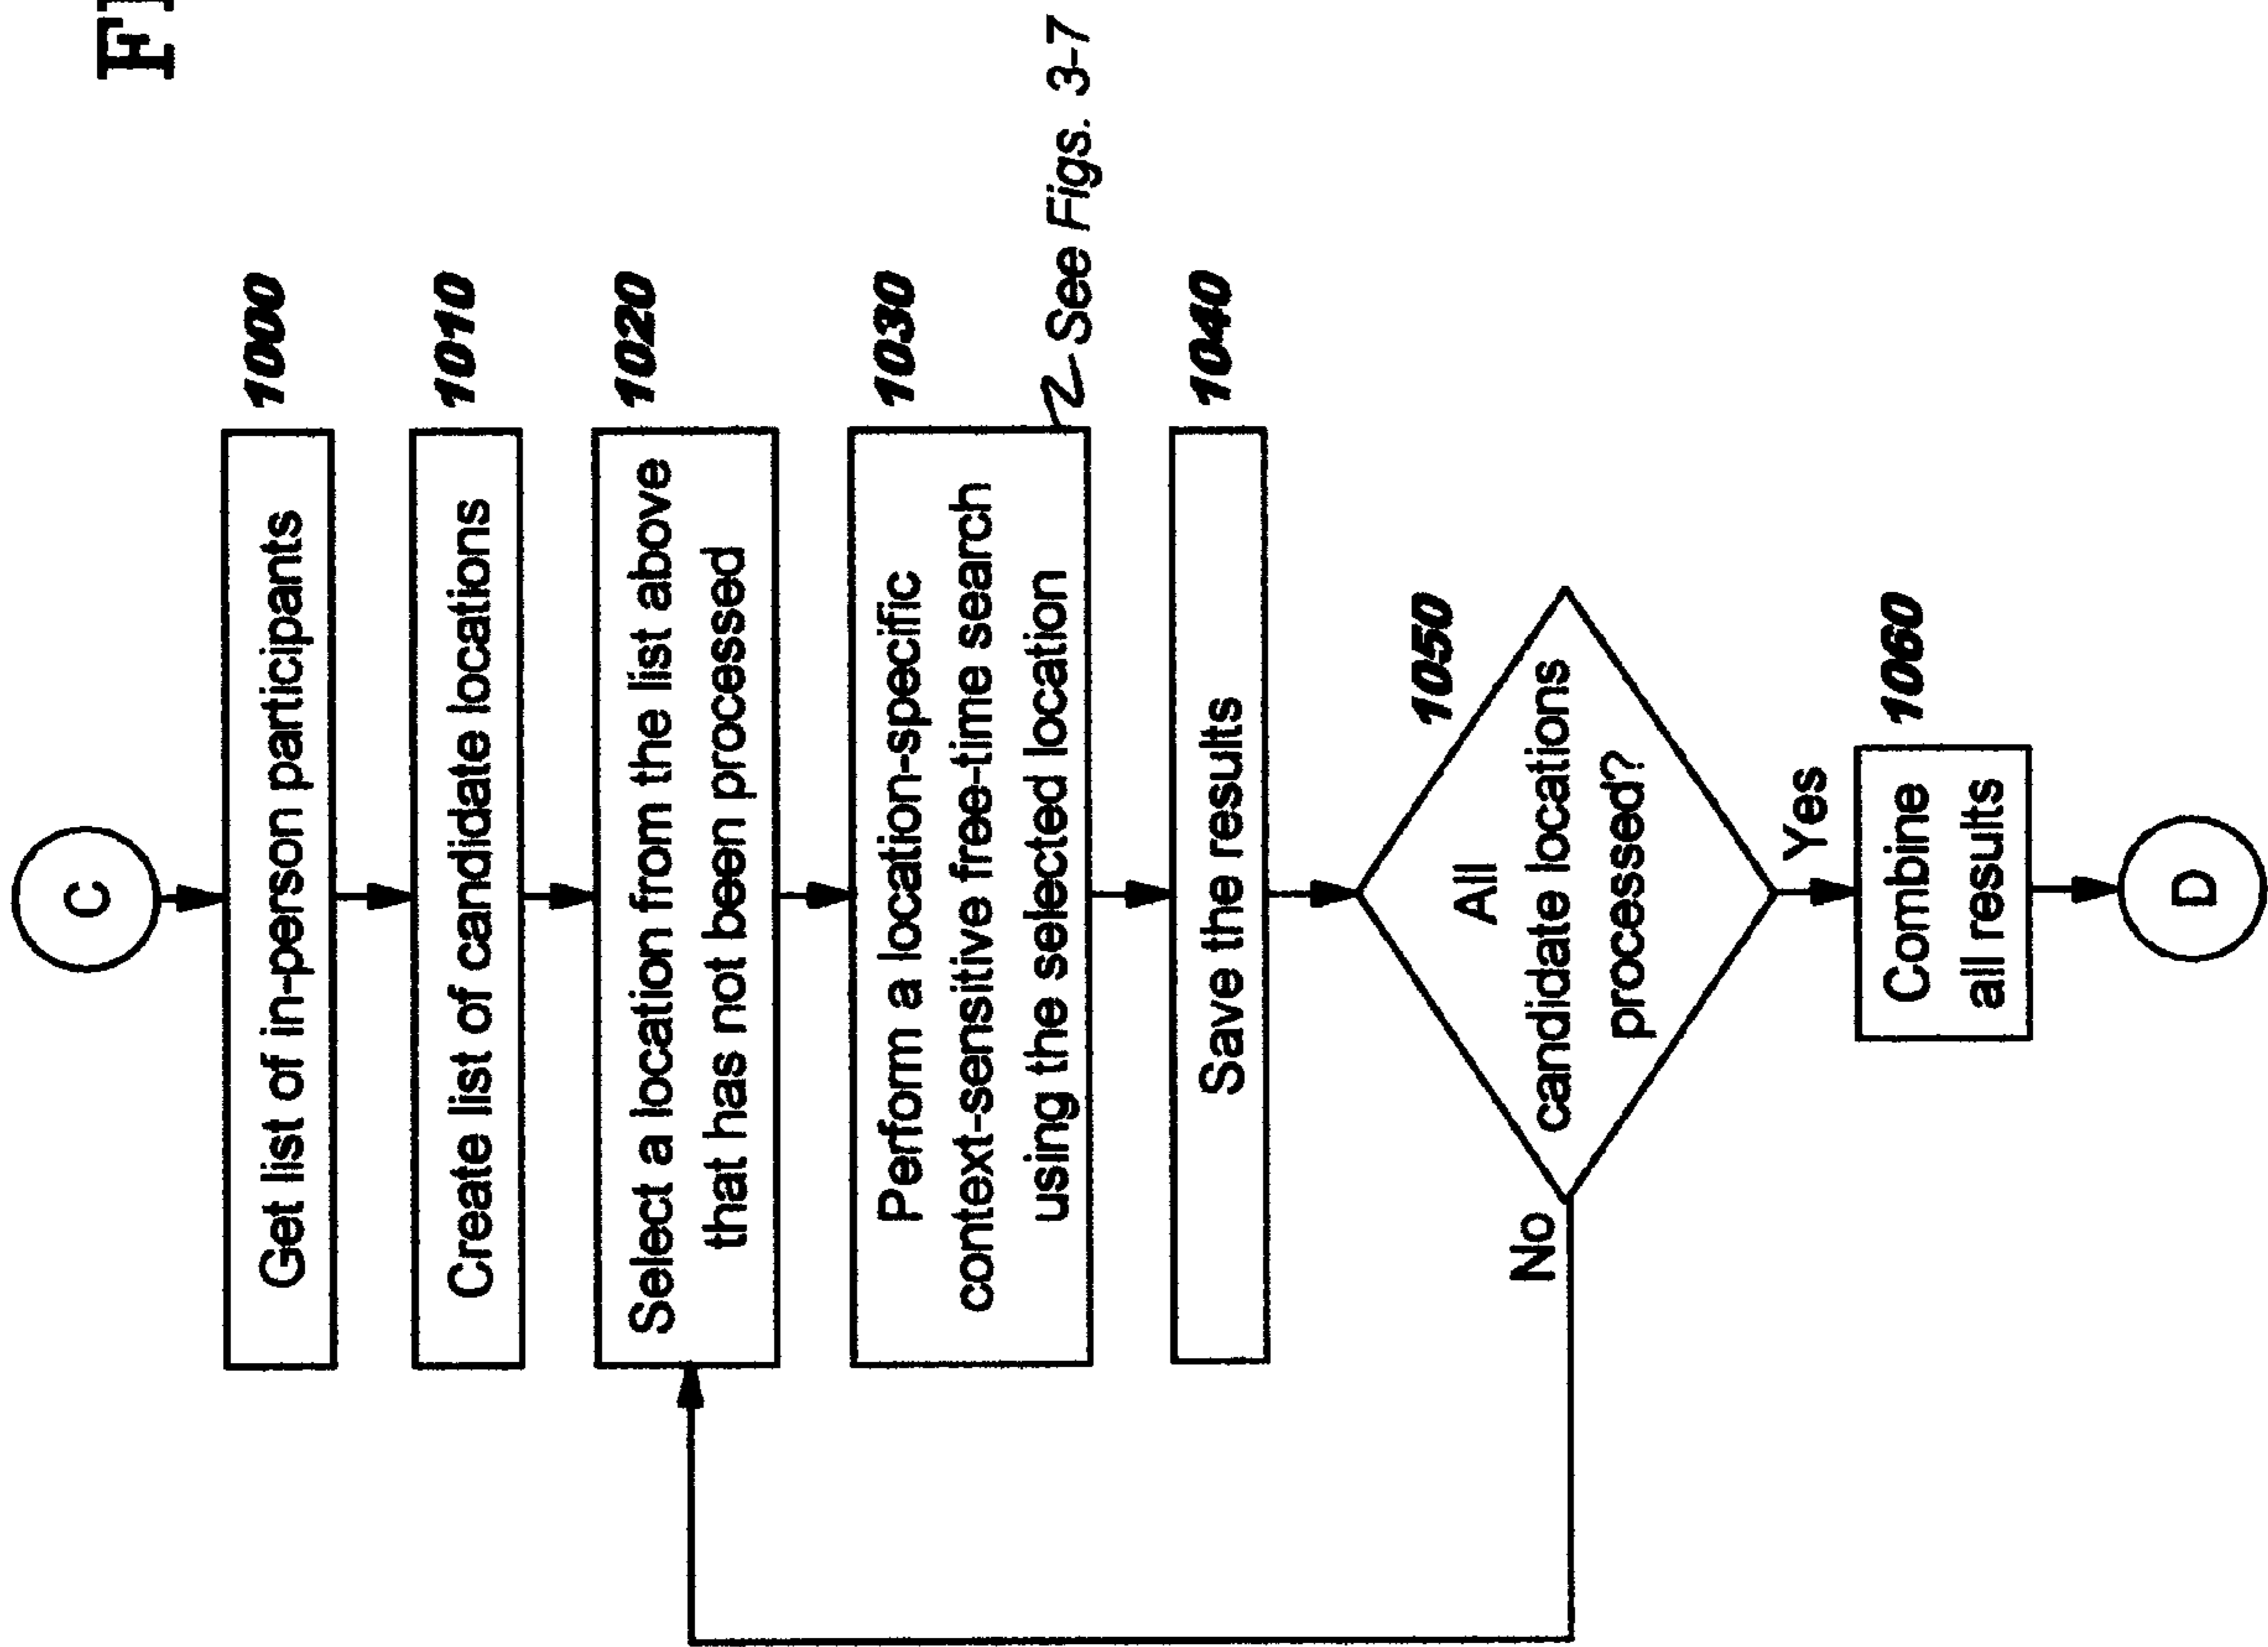 C
1000
Get list of in-person participants
1010
Create list of candidate locations
1020
Select a location from the list above
that has not been processed
1030
Perform a location-specific
context-sensitive free-time search
using the selected location
See Figs. 3-7
1040
Save the results
1050
All
candidate locations
processed?
No
Yes
1060
Combine
all results
D